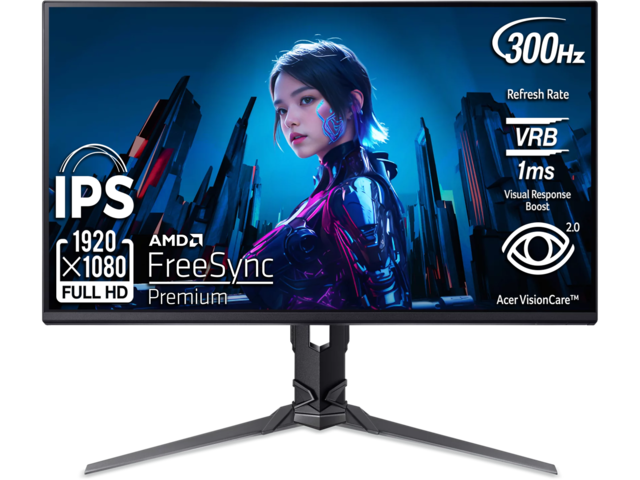 300Hz
Refresh Rate
VRB
1ms
Visual Response
Boost
2.0
Acer VisionCare™
IPS
1920
×1080
FULL HD
AMD
FreeSync
Premium